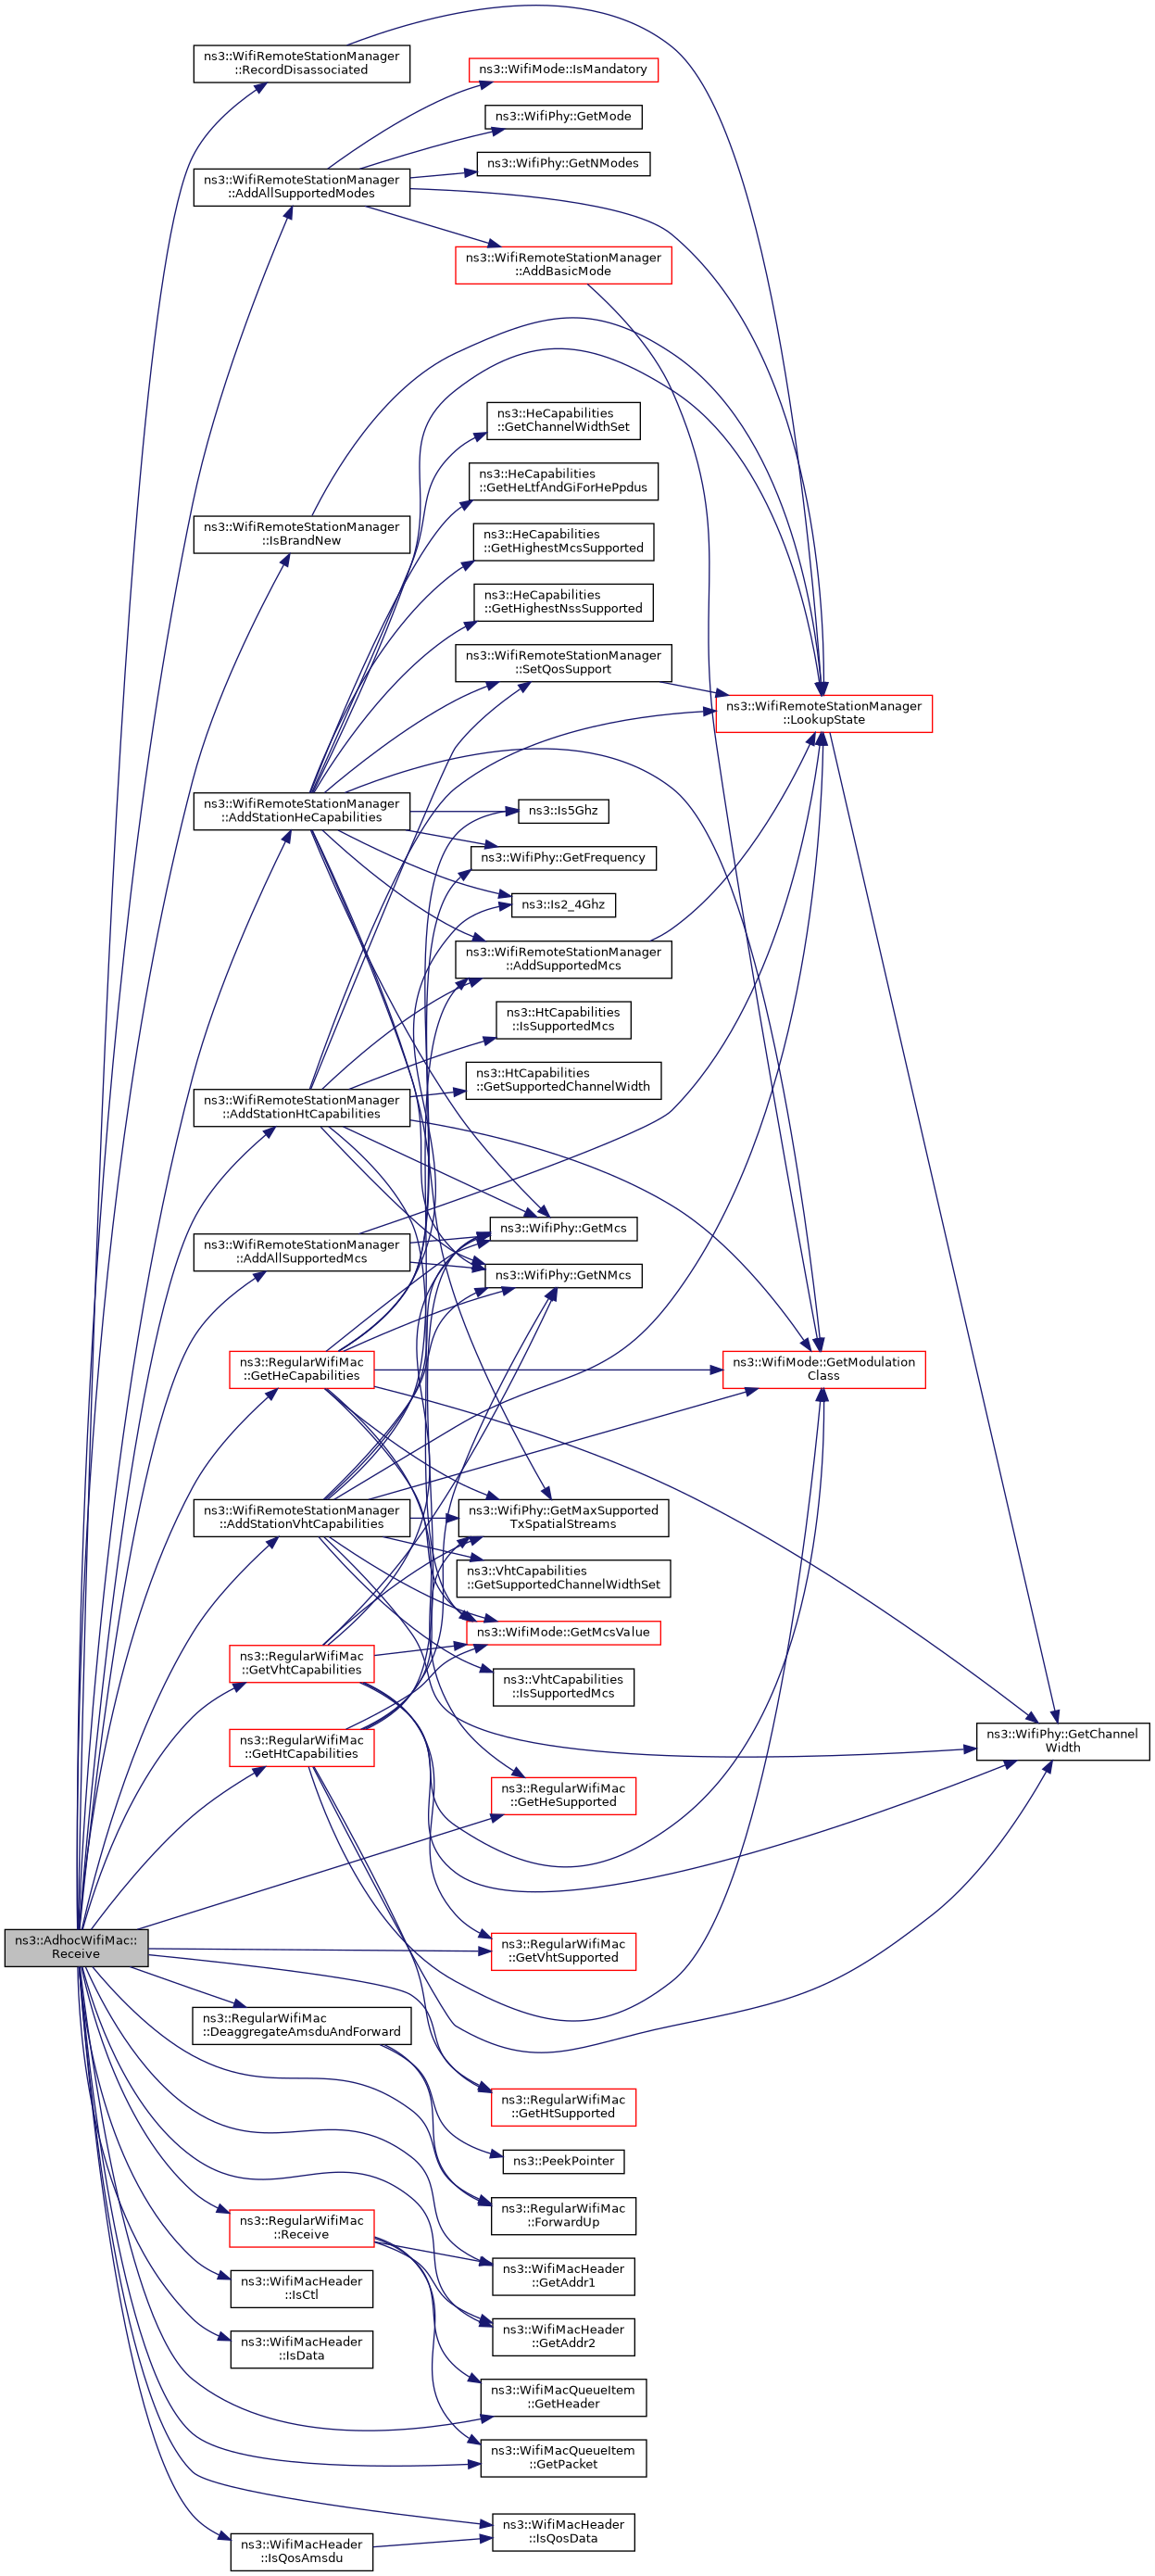 ns3::WifiRemoteStationManager
::RecordDisassociated
ns3::WifiMode::IsMandatory
ns3::WifiPhy::GetMode
ns3::WifiPhy::GetNModes
ns3::WifiRemoteStationManager
::AddAllSupportedModes
ns3::WifiRemoteStationManager
::AddBasicMode
ns3::HeCapabilities
::GetChannelWidthSet
ns3::HeCapabilities
::GetHeLtfAndGiForHePpdus
ns3::WifiRemoteStationManager
::IsBrandNew
ns3::HeCapabilities
::GetHighestMcsSupported
ns3::HeCapabilities
::GetHighestNssSupported
ns3::WifiRemoteStationManager
::SetQosSupport
ns3::WifiRemoteStationManager
::LookupState
ns3::WifiRemoteStationManager
::AddStationHeCapabilities
ns3::Is5Ghz
ns3::WifiPhy::GetFrequency
ns3::Is2_4Ghz
ns3::WifiRemoteStationManager
::AddSupportedMcs
ns3::HtCapabilities
::IsSupportedMcs
ns3::HtCapabilities
::GetSupportedChannelWidth
ns3::WifiRemoteStationManager
::AddStationHtCapabilities
ns3::WifiPhy::GetMcs
ns3::WifiRemoteStationManager
::AddAllSupportedMcs
ns3::WifiPhy::GetNMcs
ns3::RegularWifiMac
::GetHeCapabilities
ns3::WifiMode::GetModulation
Class
ns3::WifiRemoteStationManager
::AddStationVhtCapabilities
ns3::WifiPhy::GetMaxSupported
TxSpatialStreams
ns3::VhtCapabilities
::GetSupportedChannelWidthSet
ns3::WifiMode::GetMcsValue
ns3::RegularWifiMac
::GetVhtCapabilities
ns3::VhtCapabilities
::IsSupportedMcs
ns3::RegularWifiMac
::GetHtCapabilities
ns3::WifiPhy::GetChannel
Width
ns3::RegularWifiMac
::GetHeSupported
ns3::AdhocWifiMac::
Receive
ns3::RegularWifiMac
::GetVhtSupported
ns3::RegularWifiMac
::DeaggregateAmsduAndForward
ns3::RegularWifiMac
::GetHtSupported
ns3::PeekPointer
ns3::RegularWifiMac
::ForwardUp
ns3::RegularWifiMac
::Receive
ns3::WifiMacHeader
::GetAddr1
ns3::WifiMacHeader
::IsCtl
ns3::WifiMacHeader
::GetAddr2
ns3::WifiMacHeader
::IsData
ns3::WifiMacQueueItem
::GetHeader
ns3::WifiMacQueueItem
::GetPacket
ns3::WifiMacHeader
::IsQosData
ns3::WifiMacHeader
::IsQosAmsdu